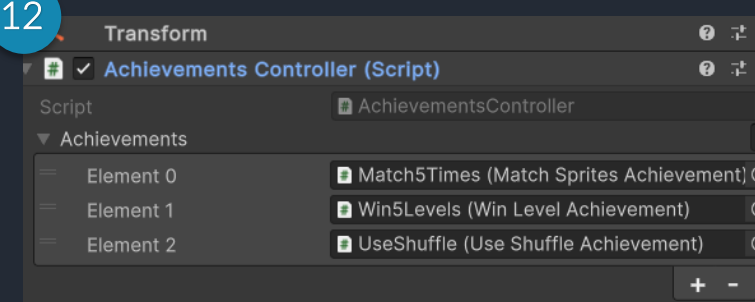 12
Transform
# Achievements Controller (Script)
Script # AchievementsController
Achievements
Element 0 # Match5Times (Match Sprites Achievement)
Element 1 # Win5Levels (Win Level Achievement)
Element 2 # UseShuffle (Use Shuffle Achievement)
+ -